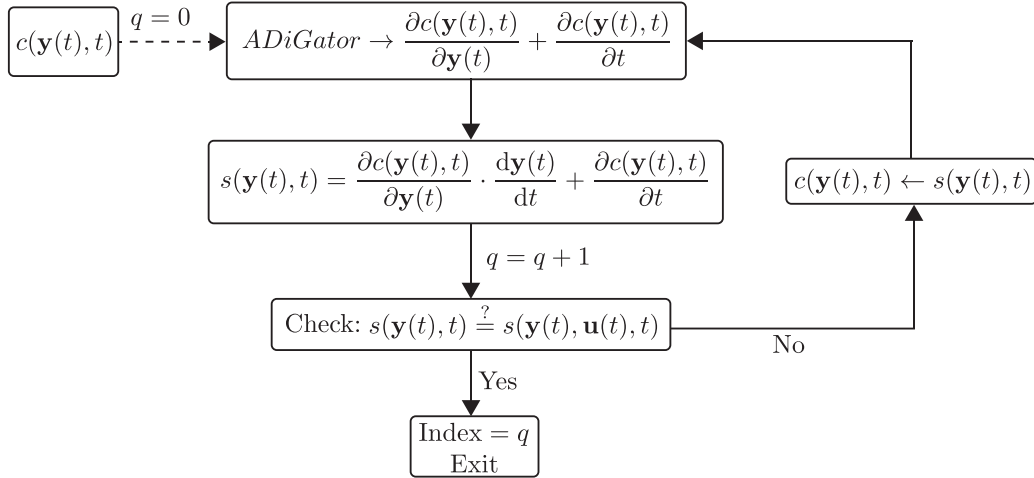 c(𝐲(t), t)
q = 0
ADiGator → ∂c(𝐲(t), t)/∂𝐲(t) + ∂c(𝐲(t), t)/∂t
s(𝐲(t), t) = ∂c(𝐲(t), t)/∂𝐲(t) · d𝐲(t)/dt + ∂c(𝐲(t), t)/∂t
c(𝐲(t), t) ← s(𝐲(t), t)
q = q + 1
Check: s(𝐲(t), t) ≟ s(𝐲(t), 𝐮(t), t)
No
Yes
Index = q
Exit